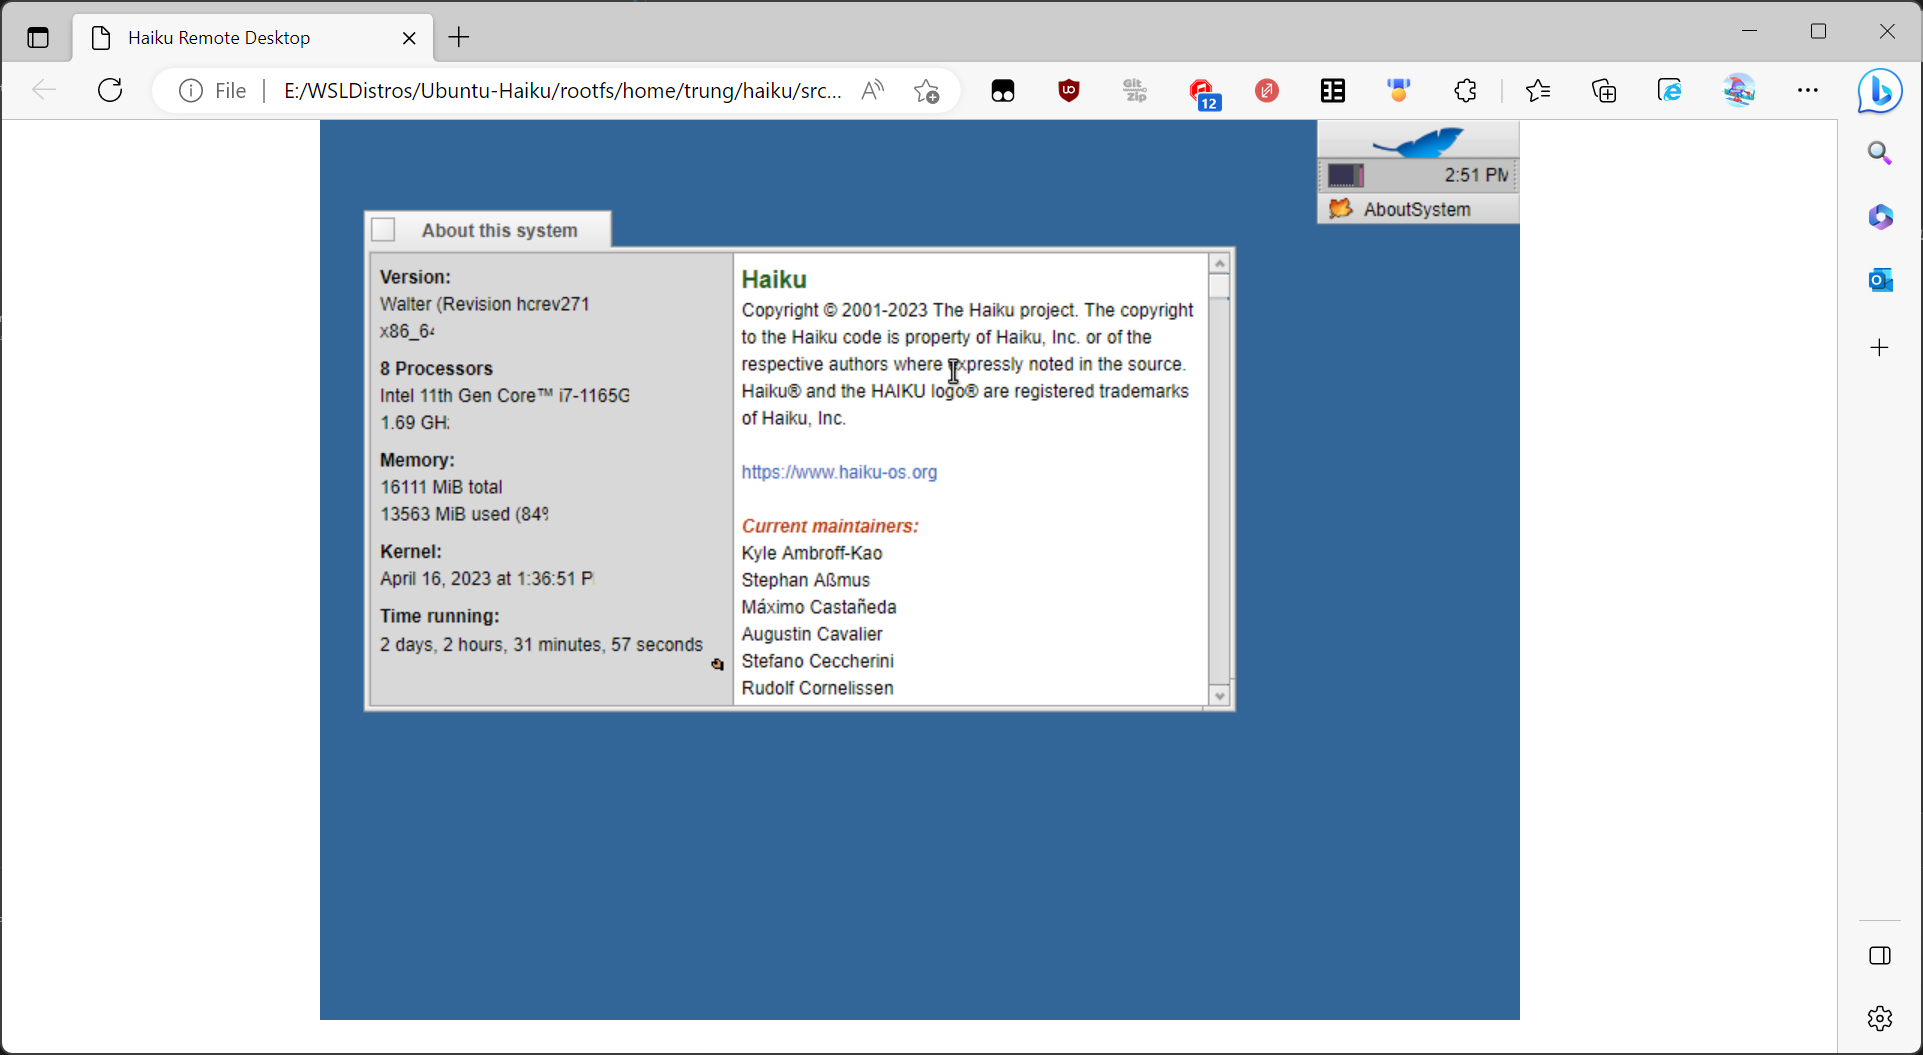 Haiku Remote Desktop
File
E:/WSLDistros/Ubuntu-Haiku/rootfs/home/trung/haiku/src...
Git
Zip
12
2:51 PM
AboutSystem
About this system
Version:
Walter (Revision hcrev271
x86_64
8 Processors
Intel 11th Gen Core™ i7-1165G
1.69 GHz
Memory:
16111 MiB total
13563 MiB used (84%
Kernel:
April 16, 2023 at 1:36:51 P
Time running:
2 days, 2 hours, 31 minutes, 57 seconds
Haiku
Copyright © 2001-2023 The Haiku project. The copyright
to the Haiku code is property of Haiku, Inc. or of the
respective authors where expressly noted in the source.
Haiku® and the HAIKU logo® are registered trademarks
of Haiku, Inc.
https://www.haiku-os.org
Current maintainers:
Kyle Ambroff-Kao
Stephan Aßmus
Máximo Castañeda
Augustin Cavalier
Stefano Ceccherini
Rudolf Cornelissen